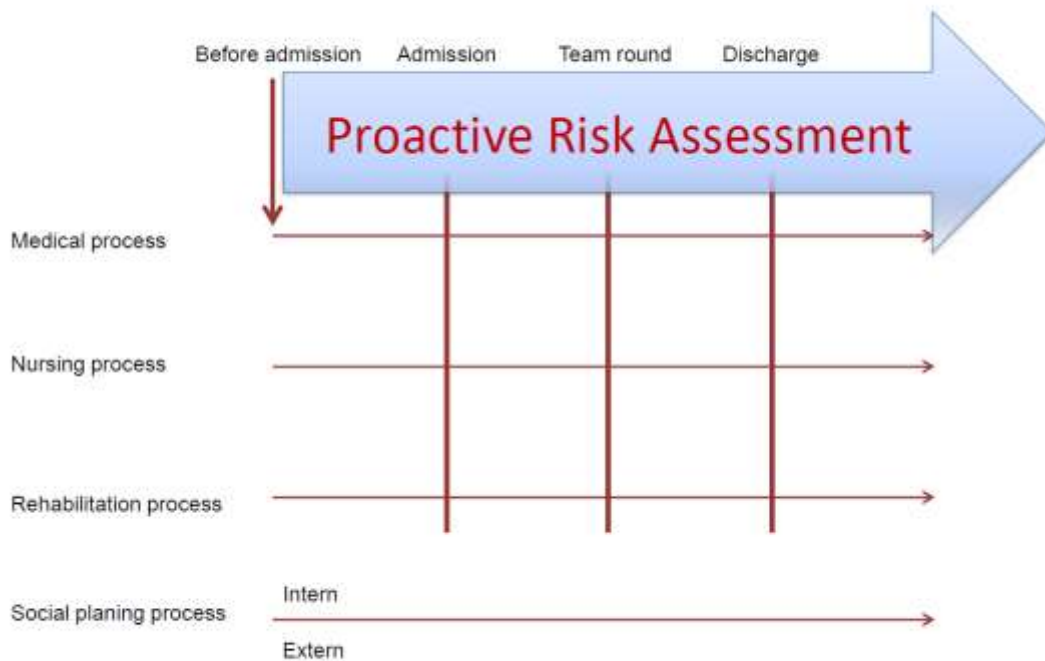 Before admission Admission Team round Discharge
Proactive Risk Assessment
Medical process
Nursing process
Rehabilitation process
Intern
Social planing process
Extern